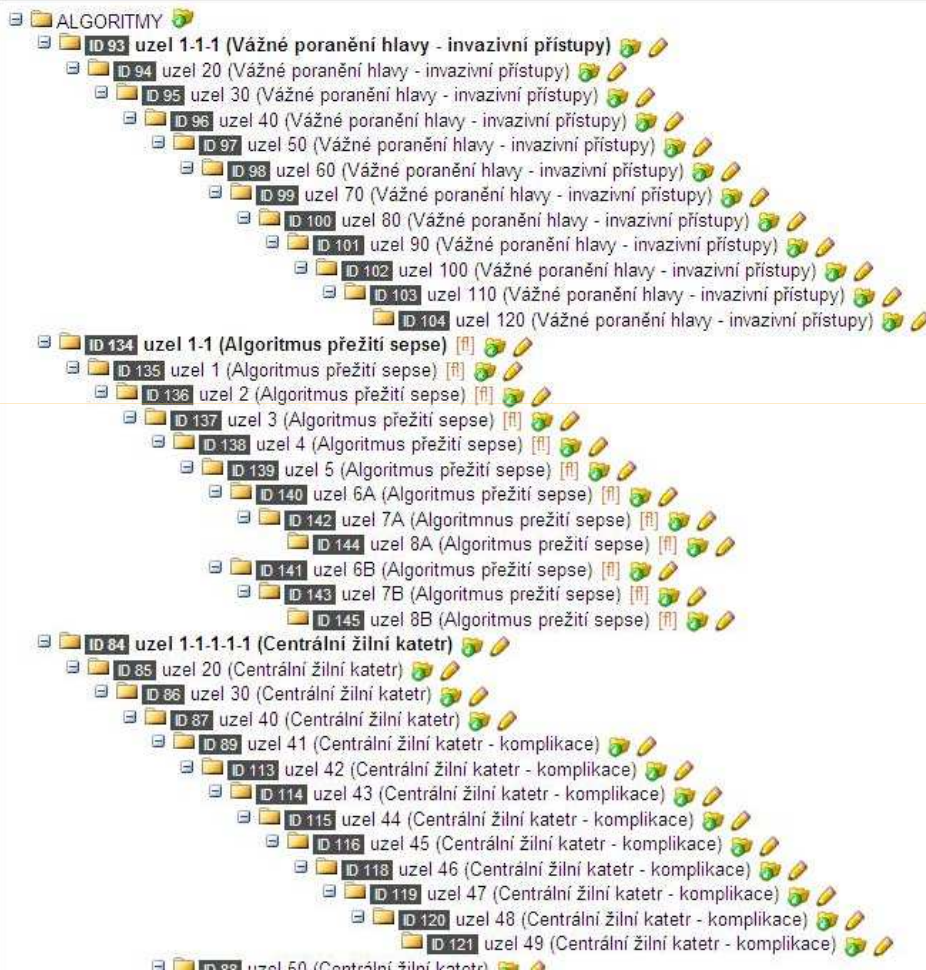 ALGORITMY
ID 93 uzel 1-1-1 (Vážné poranění hlavy - invazivní přístupy)
ID 94 uzel 20 (Vážné poranění hlavy - invazivní přístupy)
ID 95 uzel 30 (Vážné poranění hlavy - invazivní přístupy)
ID 96 uzel 40 (Vážné poranění hlavy - invazivní přístupy)
ID 97 uzel 50 (Vážné poranění hlavy - invazivní přístupy)
ID 98 uzel 60 (Vážné poranění hlavy - invazivní přístupy)
ID 99 uzel 70 (Vážné poranění hlavy - invazivní přístupy)
ID 100 uzel 80 (Vážné poranění hlavy - invazivní přístupy)
ID 101 uzel 90 (Vážné poranění hlavy - invazivní přístupy)
ID 102 uzel 100 (Vážné poranění hlavy - invazivní přístupy)
ID 103 uzel 110 (Vážné poranění hlavy - invazivní přístupy)
ID 104 uzel 120 (Vážné poranění hlavy - invazivní přístupy)
ID 134 uzel 1-1 (Algoritmus přežití sepse) [fl]
ID 135 uzel 1 (Algoritmus přežití sepse) [fl]
ID 136 uzel 2 (Algoritmus přežití sepse) [fl]
ID 137 uzel 3 (Algoritmus přežití sepse) [fl]
ID 138 uzel 4 (Algoritmus přežití sepse) [fl]
ID 139 uzel 5 (Algoritmus přežití sepse) [fl]
ID 140 uzel 6A (Algoritmus přežití sepse) [fl]
ID 142 uzel 7A (Algoritmnus prežití sepse) [fl]
ID 144 uzel 8A (Algoritmus prežití sepse) [fl]
ID 141 uzel 6B (Algoritmus přežití sepse) [fl]
ID 143 uzel 7B (Algoritmus prežití sepse) [fl]
ID 145 uzel 8B (Algoritmus prežití sepse) [fl]
ID 84 uzel 1-1-1-1-1 (Centrální žilní katetr)
ID 85 uzel 20 (Centrální žilní katetr)
ID 86 uzel 30 (Centrální žilní katetr)
ID 87 uzel 40 (Centrální žilní katetr)
ID 89 uzel 41 (Centrální žilní katetr - komplikace)
ID 113 uzel 42 (Centrální žilní katetr - komplikace)
ID 114 uzel 43 (Centrální žilní katetr - komplikace)
ID 115 uzel 44 (Centrální žilní katetr - komplikace)
ID 116 uzel 45 (Centrální žilní katetr - komplikace)
ID 118 uzel 46 (Centrální žilní katetr - komplikace)
ID 119 uzel 47 (Centrální žilní katetr - komplikace)
ID 120 uzel 48 (Centrální žilní katetr - komplikace)
ID 121 uzel 49 (Centrální žilní katetr - komplikace)
ID 88 uzel 50 (Centrální žilní katetr)